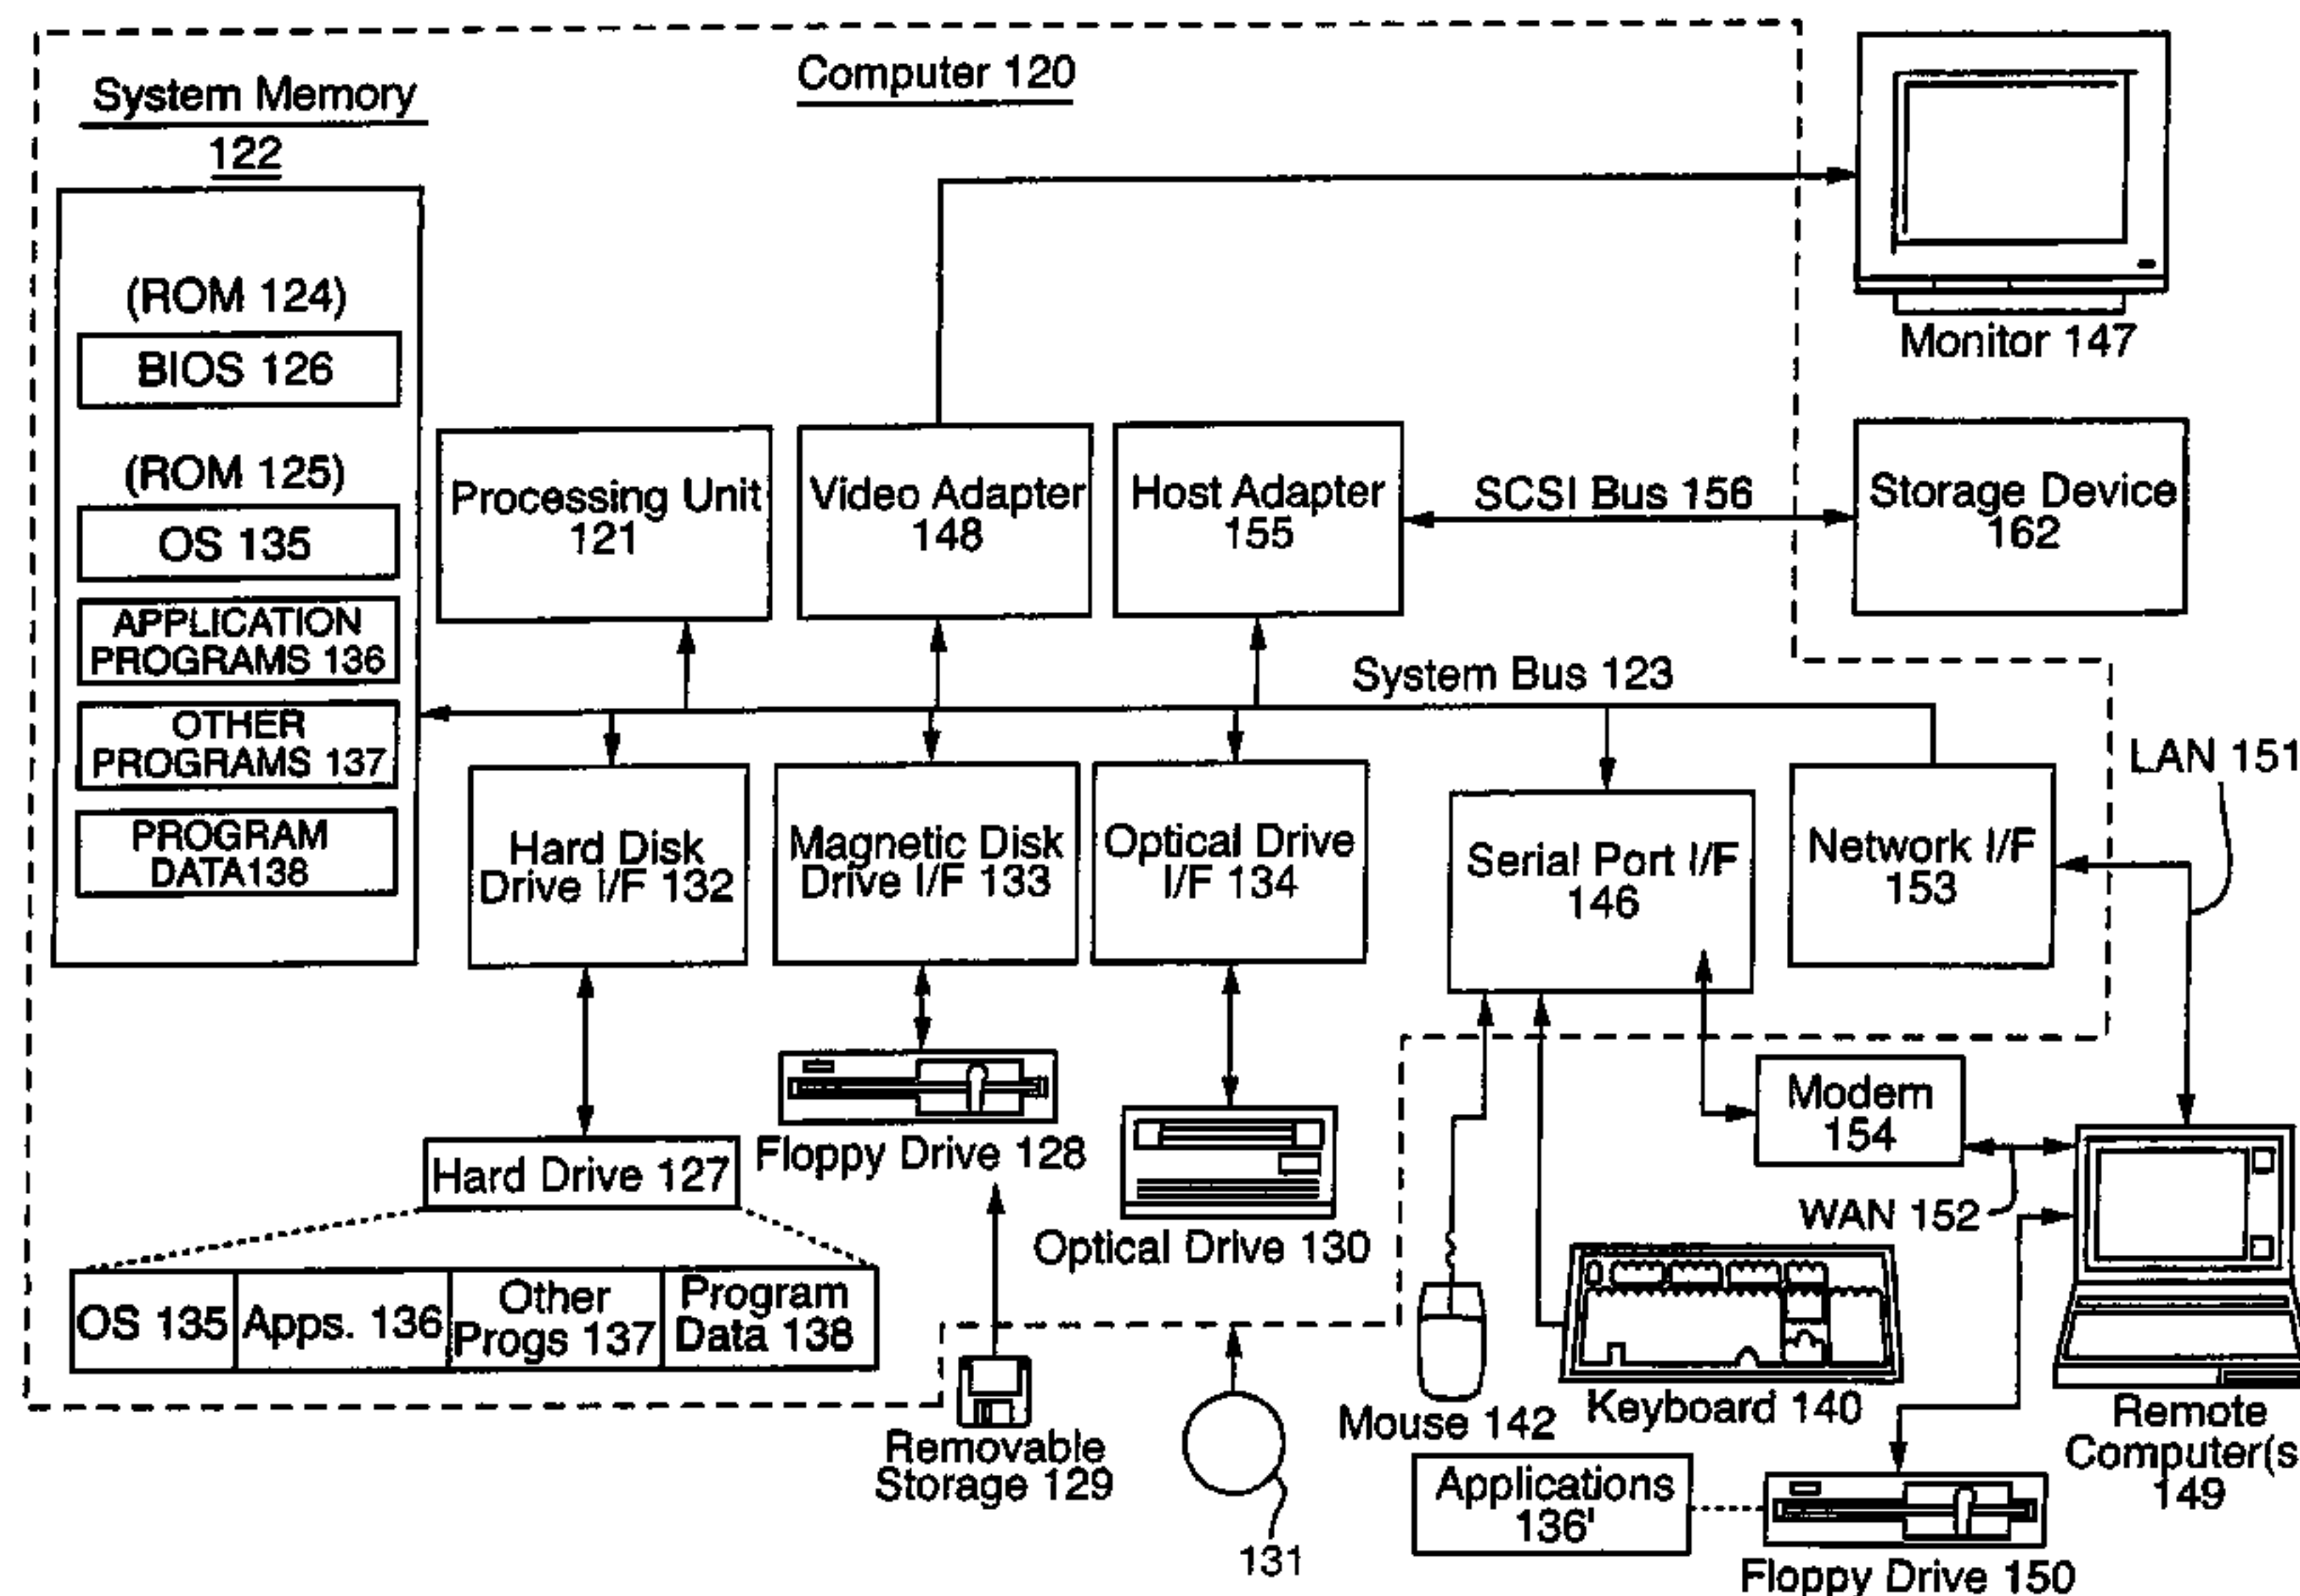 Computer 120
System Memory
122
(ROM 124)
BIOS 126
(ROM 125)
OS 135
APPLICATION
PROGRAMS 136
OTHER
PROGRAMS 137
PROGRAM
DATA138
Monitor 147
Processing Unit
121
Video Adapter
148
Host Adapter
155
SCSI Bus 156
Storage Device
162
System Bus 123
LAN 151
Hard Disk
Drive I/F 132
Magnetic Disk
Drive I/F 133
Optical Drive
I/F 134
Serial Port I/F
146
Network I/F
153
Modem
154
Hard Drive 127
Floppy Drive 128
Optical Drive 130
WAN 152
OS 135
Apps. 136
Other
Progs 137
Program
Data 138
Removable
Storage 129
131
Mouse 142
Keyboard 140
Remote
Computer(s
149
Applications
136'
Floppy Drive 150